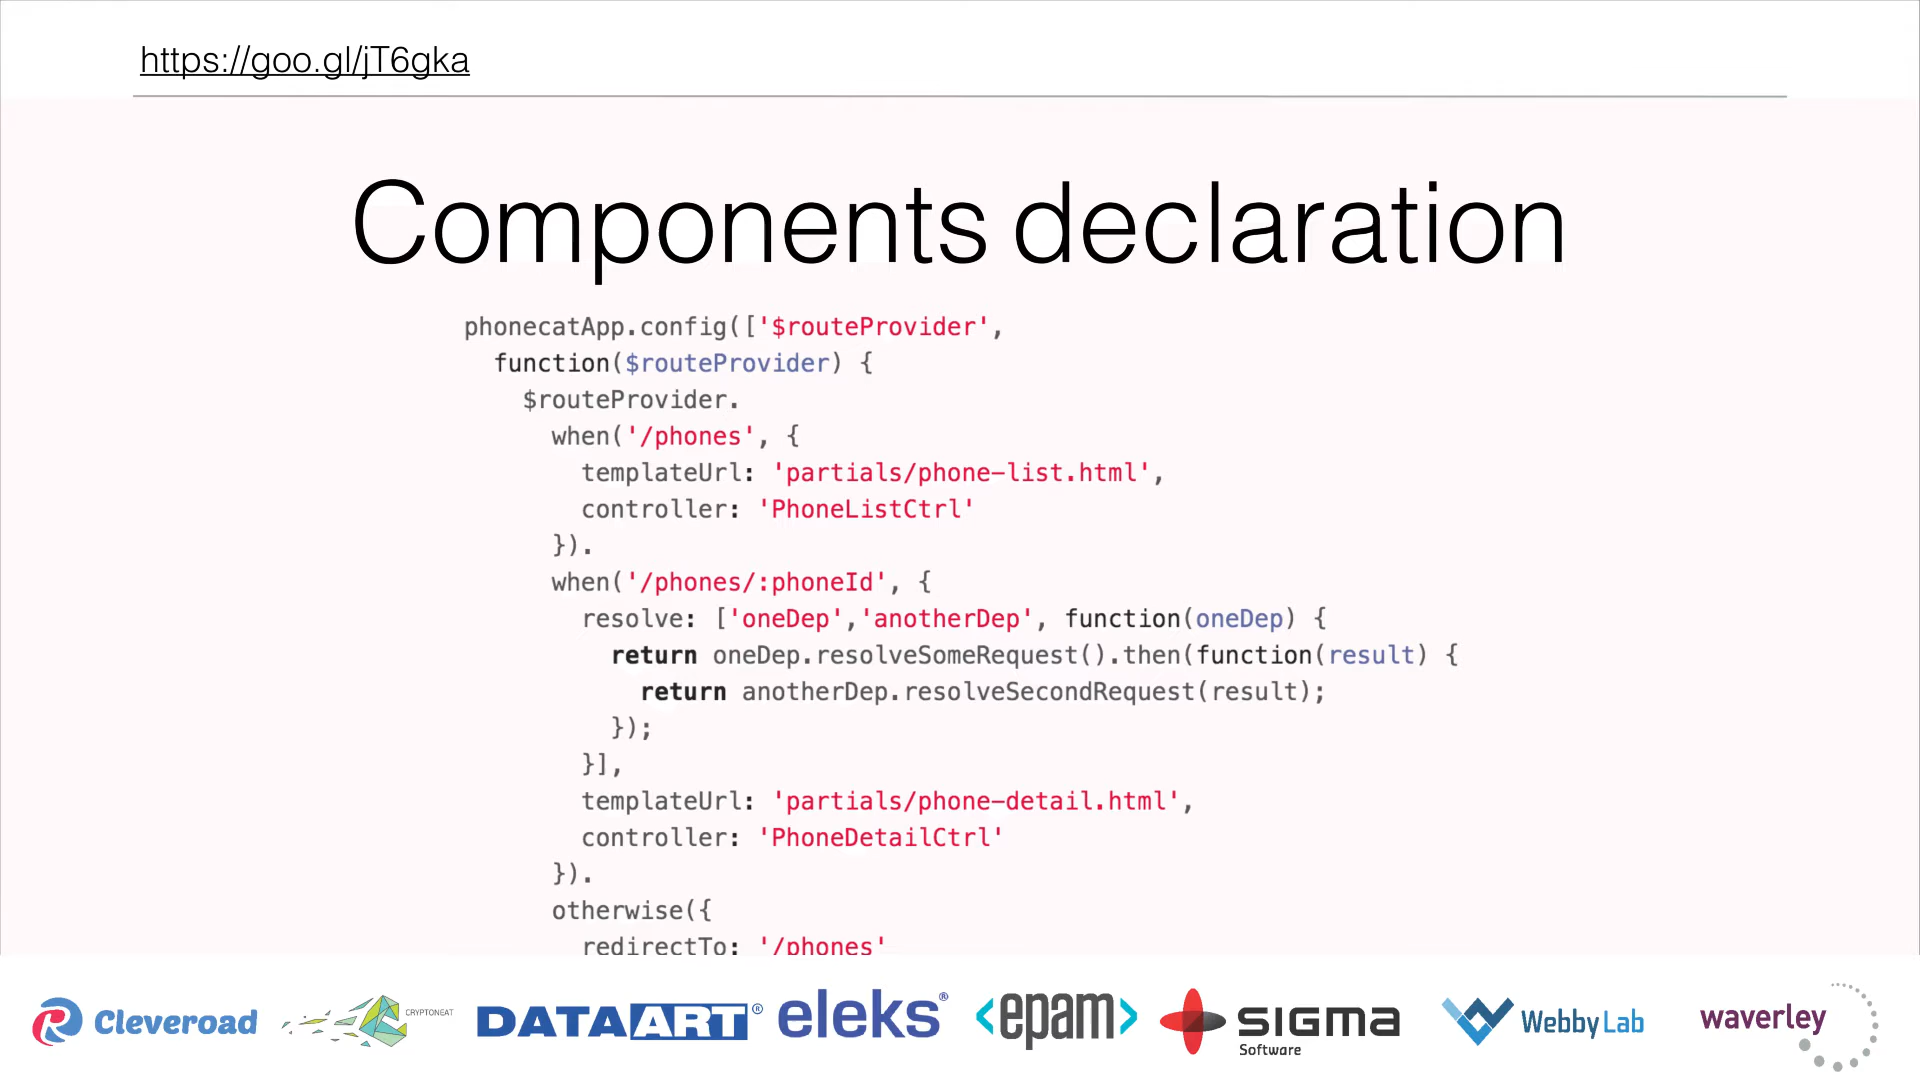 https://goo.gl/jT6gka
Components declaration
phonecatApp.config(['$routeProvider',
  function($routeProvider) {
    $routeProvider.
      when('/phones', {
        templateUrl: 'partials/phone-list.html',
        controller: 'PhoneListCtrl'
      }).
      when('/phones/:phoneId', {
        resolve: ['oneDep','anotherDep', function(oneDep) {
          return oneDep.resolveSomeRequest().then(function(result) {
            return anotherDep.resolveSecondRequest(result);
          });
        }],
        templateUrl: 'partials/phone-detail.html',
        controller: 'PhoneDetailCtrl'
      }).
      otherwise({
        redirectTo: '/phones'
Cleveroad CRYPTONEAT DATAART® eleks® <epam> SIGMA Software WebbyLab waverley